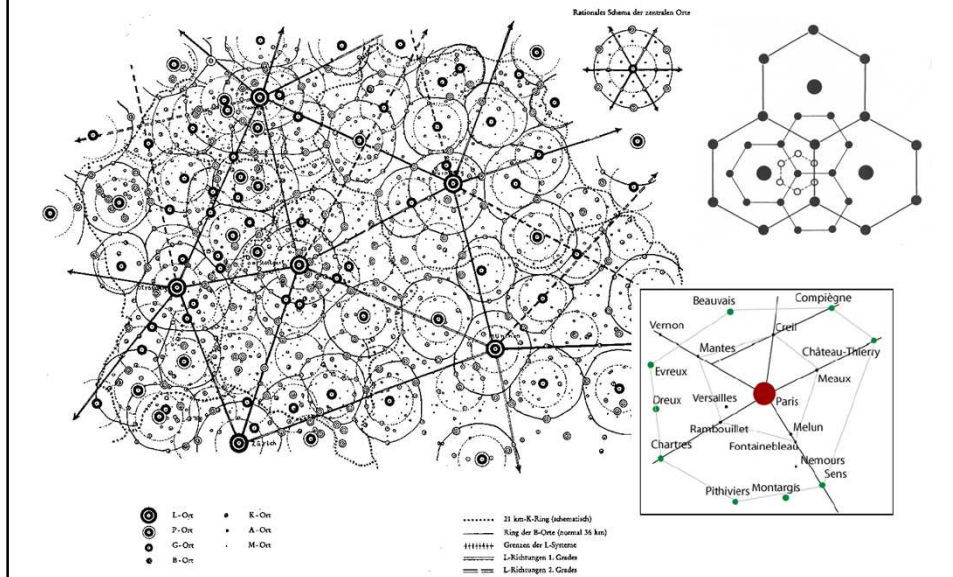 Rationales Schema der zentralen Orte
Zürich
L-Ort
P-Ort
G-Ort
B-Ort
K-Ort
A-Ort
M-Ort
21 km-K-Ring (schematisch)
Ring der B-Orte (normal 36 km)
Grenzen der L-Systeme
L-Richtungen 1. Grades
L-Richtungen 2. Grades
Beauvais
Compiègne
Vernon
Creil
Mantes
Château-Thierry
Evreux
Meaux
Dreux
Versailles
Paris
Rambouillet
Melun
Chartres
Fontainebleau
Nemours
Sens
Pithiviers
Montargis